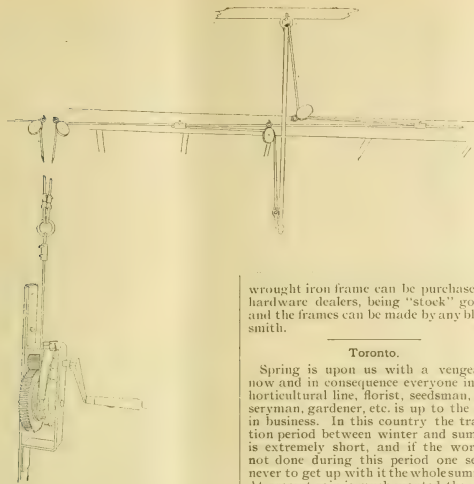 wrought iron frame can be purchase
hardware dealers, being "stock" go
and the frames can be made by any bl
smith.
Toronto.
Spring is upon us with a venge
now and in consequence everyone in
horticultural line, florist, seedsman,
seryman, gardener, etc. is up to the
in business. In this country the tra
tion period between winter and sum
is extremely short, and if the wor
not done during this period one se
never to get up with it the whole sum